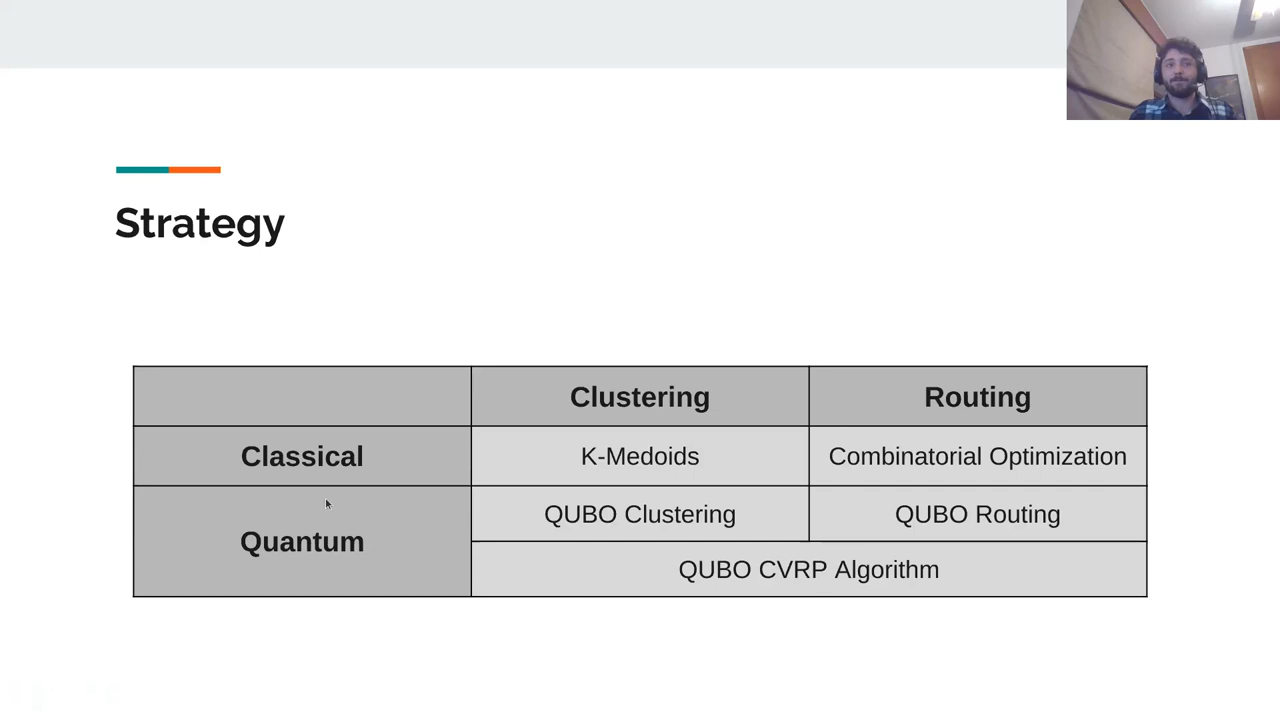 Strategy
Clustering
Routing
Classical
K-Medoids
Combinatorial Optimization
Quantum
QUBO Clustering
QUBO Routing
QUBO CVRP Algorithm